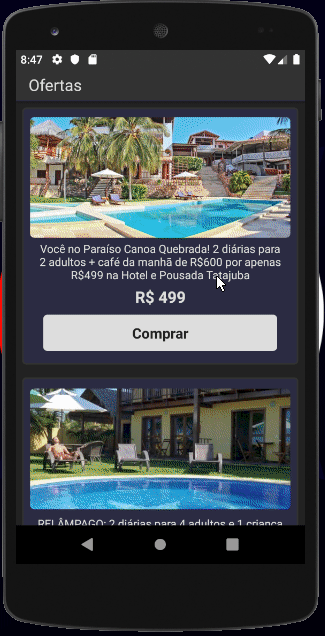 8:47
Ofertas
Você no Paraíso Canoa Quebrada! 2 diárias para
2 adultos + café da manhã de R$600 por apenas
R$499 na Hotel e Pousada Tatajuba
R$ 499
Comprar
RELÂMPAGO: 2 diárias para 4 adultos e 1 criança